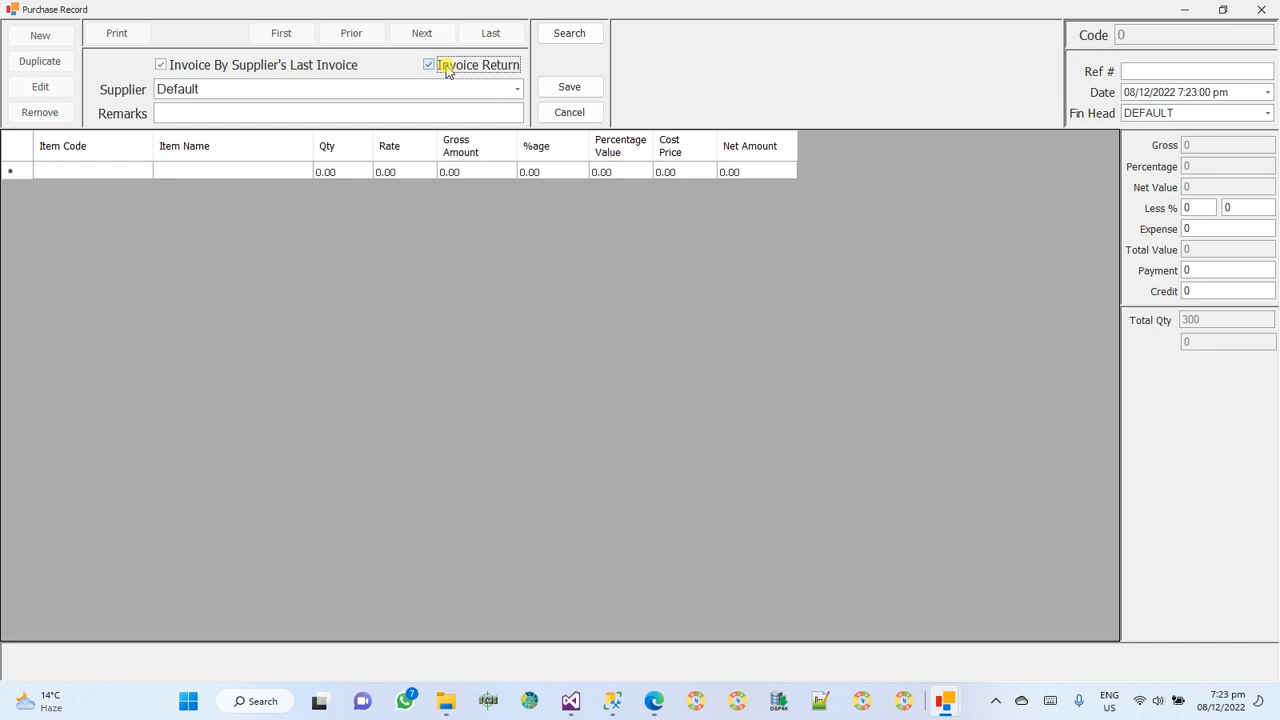 Purchase Record
New
Print
First
Prior
Next
Last
Search
Code 0
Duplicate
Invoice By Supplier's Last Invoice
Invoice Return
Ref #
Edit
Supplier Default
Save
Date 08/12/2022 7:23:00 pm
Remove
Remarks
Cancel
Fin Head DEFAULT
Item Code
Item Name
Qty
Rate
Gross Amount
%age
Percentage Value
Cost Price
Net Amount
* 0.00 0.00 0.00 0.00 0.00 0.00 0.00
Gross 0
Percentage 0
Net Value 0
Less % 0 0
Expense 0
Total Value 0
Payment 0
Credit 0
Total Qty 300
0
14°C
Haze
Search
7
DSPAK
ENG
US
7:23 pm
08/12/2022